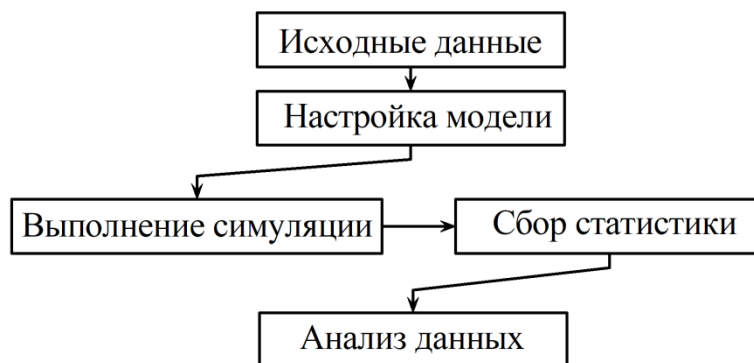 Исходные данные
Настройка модели
Выполнение симуляции
Сбор статистики
Анализ данных